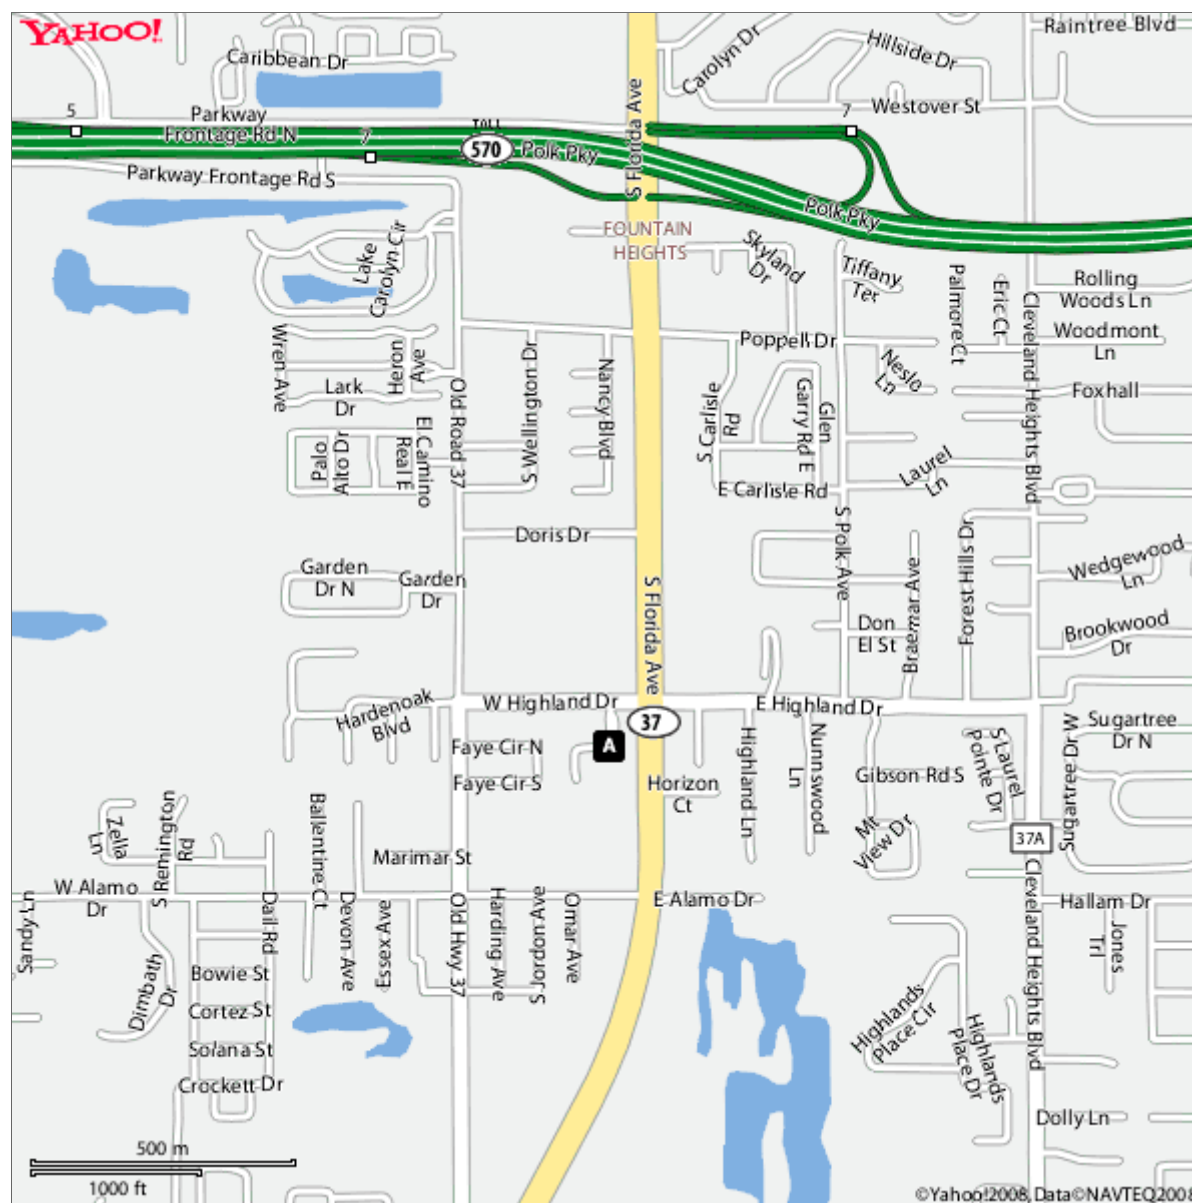 YAHOO!
Caribbean Dr
Carolyn Dr
Hillside Dr
Raintree Blvd
Westover St
5
Parkway
Frontage Rd N
7
TOLL
570
Polk Pky
S Florida Ave
7
Parkway Frontage Rd S
Polk Pky
FOUNTAIN
HEIGHTS
Lake
Carolyn Cir
Skyland
Dr
Tiffany
Ter
Palmore Ct
Eric Ct
Rolling
Woods Ln
Cleveland Heights Blvd
Woodmont
Ln
Wren Ave
Heron
Ave
Lark
Dr
Poppell Dr
Neslo
Ln
Foxhall
Old Road 37
S Wellington Dr
Nancy Blvd
S Carlisle
Rd
Garry Rd E
Glen
Palo
Alto Dr
El Camino
Real E
E Carlisle Rd
Laurel
Ln
Doris Dr
S Polk Ave
Forest Hills Dr
Wedgewood
Ln
Garden
Dr N
Garden
Dr
S Florida Ave
Don
El St
Braemar Ave
Brookwood
Dr
W Highland Dr
E Highland Dr
Hardenoak
Blvd
37
A
Faye Cir N
Faye Cir S
Horizon
Ct
Highland Ln
Nunnswood
Ln
Gibson Rd S
S Laurel
Pointe Dr
W Sugartree Dr
Sugartree
Dr N
Zella
Ln
S Remington
Rd
Ballantine Ct
Marimar St
Mt
View Dr
37A
W Alamo
Dr
E Alamo Dr
Hallam Dr
Sandy Ln
Dail Rd
Devon Ave
Essex Ave
Old Hwy 37
Harding Ave
S Jordon Ave
Omar Ave
Cleveland Heights Blvd
Jones
Trl
Dimbath
Dr
Bowie St
Cortez St
Solana St
Crockett Dr
Highlands
Place Cir
Highlands
Place Dr
Dolly Ln
500 m
1000 ft
©Yahoo!2008, Data©NAVTEQ2008